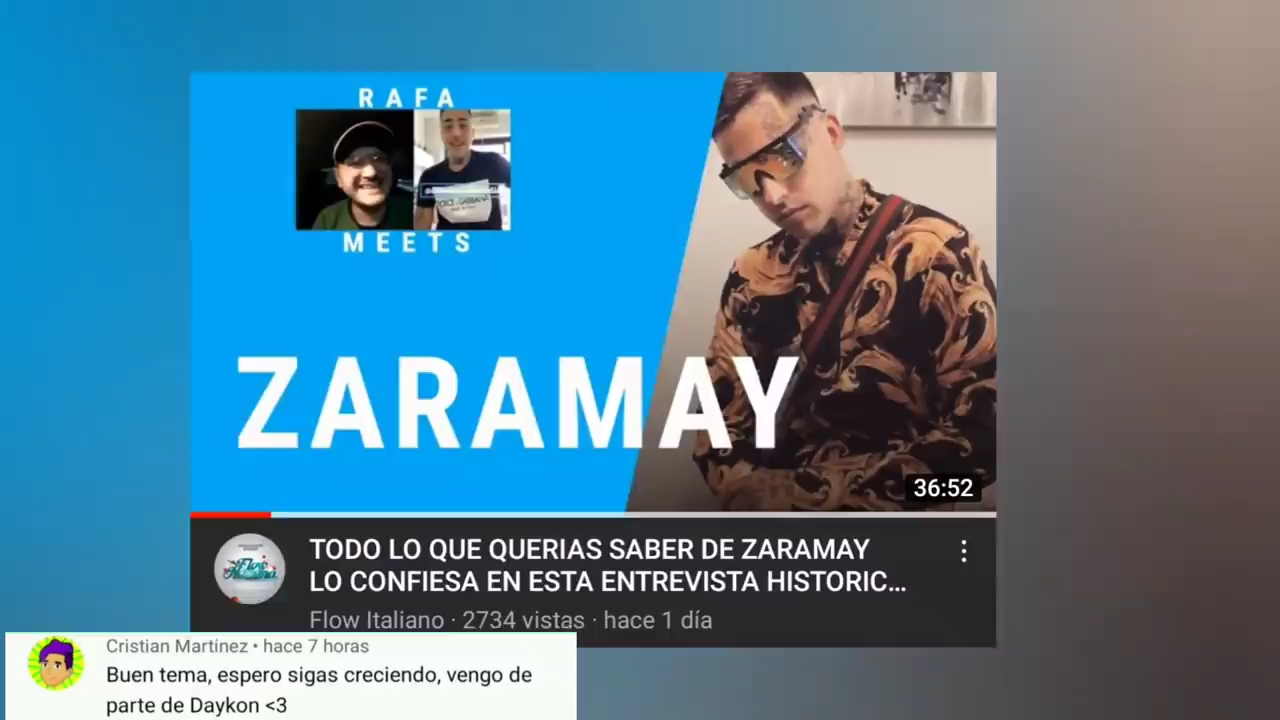 RAFA
MEETS
ZARAMAY
36:52
TODO LO QUE QUERIAS SABER DE ZARAMAY
LO CONFIESA EN ESTA ENTREVISTA HISTORIC...
Flow Italiano · 2734 vistas · hace 1 día
Cristian Martínez • hace 7 horas
Buen tema, espero sigas creciendo, vengo de
parte de Daykon <3